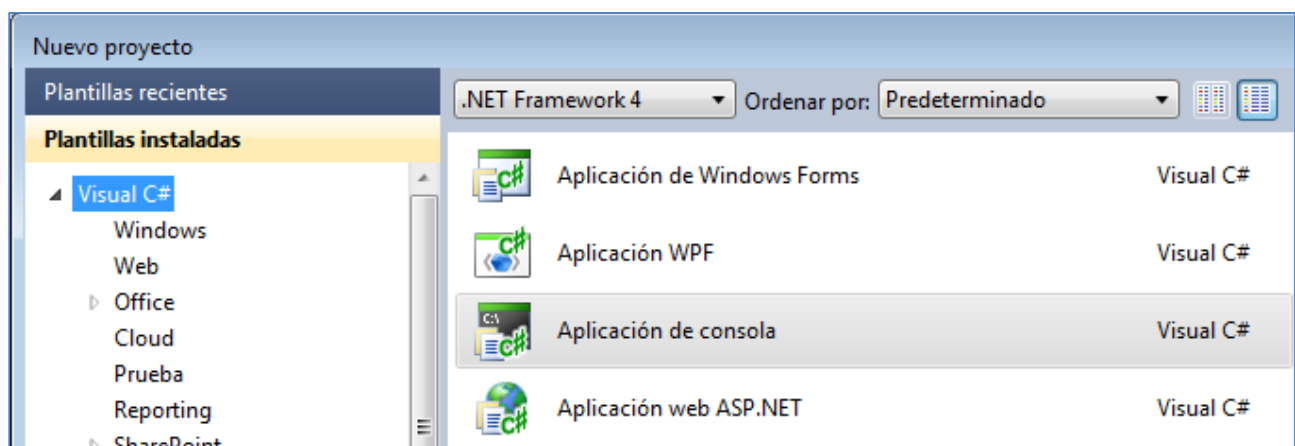 Nuevo proyecto
Plantillas recientes
.NET Framework 4 Ordenar por: Predeterminado
Plantillas instaladas
Visual C#
Windows
Web
Office
Cloud
Prueba
Reporting
SharePoint
Aplicación de Windows Forms Visual C#
Aplicación WPF Visual C#
Aplicación de consola Visual C#
Aplicación web ASP.NET Visual C#